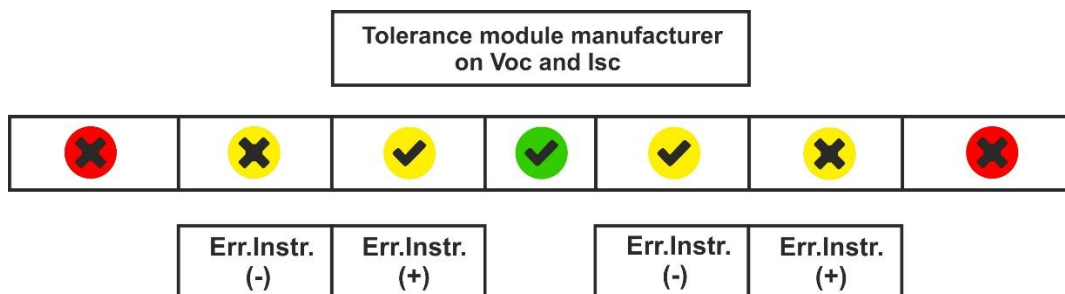 Tolerance module manufacturer
on Voc and Isc
Err.Instr.
(-)
Err.Instr.
(+)
Err.Instr.
(-)
Err.Instr.
(+)